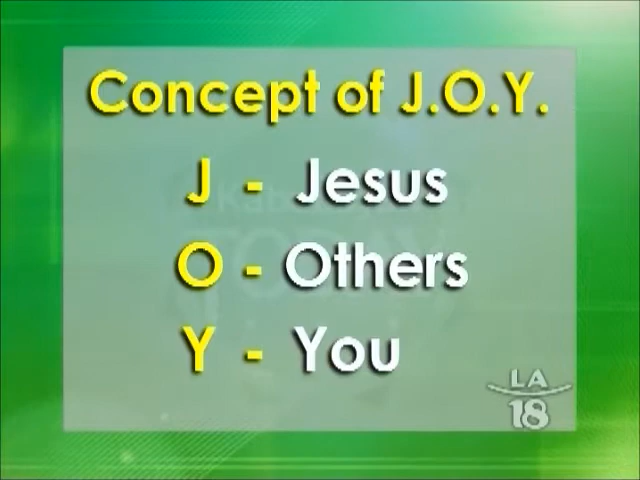 Concept of J.O.Y.
J - Jesus
O - Others
Y - You
LA
18